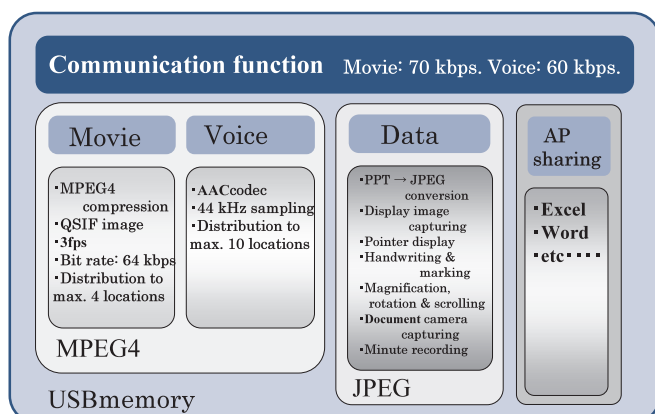 Communication function Movie: 70 kbps. Voice: 60 kbps.
Movie
▪MPEG4
compression
▪QSIF image
▪3fps
▪Bit rate: 64 kbps
▪Distribution to
max. 4 locations
Voice
▪AACcodec
▪44 kHz sampling
▪Distribution to
max. 10 locations
MPEG4
Data
▪PPT → JPEG
conversion
▪Display image
capturing
▪Pointer display
▪Handwriting &
marking
▪Magnification,
rotation & scrolling
▪Document camera
capturing
▪Minute recording
JPEG
AP
sharing
▪Excel
▪Word
▪etc▪▪▪▪
USBmemory